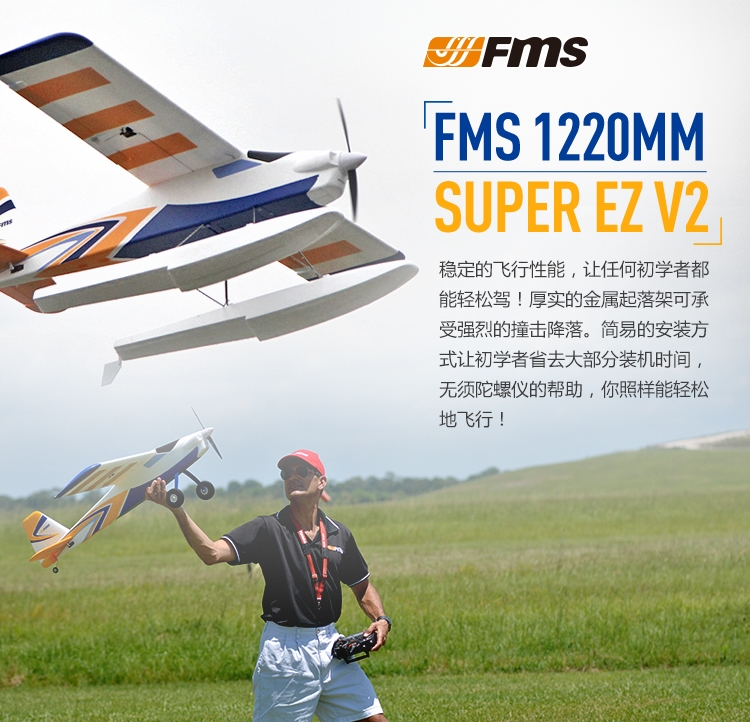 FMS
FMS 1220MM
SUPER EZ V2
稳定的飞行性能，让任何初学者都
能轻松驾！厚实的金属起落架可承
受强烈的撞击降落。简易的安装方
式让初学者省去大部分装机时间，
无须陀螺仪的帮助，你照样能轻松
地飞行！
FMS